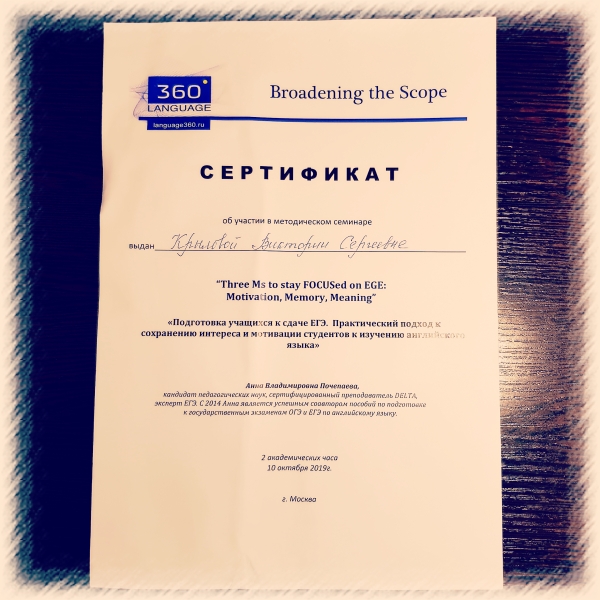 360°
LANGUAGE
language360.ru
Broadening the Scope
СЕРТИФИКАТ
об участии в методическом семинаре
выдан Крыловой Виктории Сергеевне
“Three Ms to stay FOCUSed on EGE:
Motivation, Memory, Meaning”
«Подготовка учащихся к сдаче ЕГЭ. Практический подход к
сохранению интереса и мотивации студентов к изучению английского
языка»
Анна Владимировна Почепаева,
кандидат педагогических наук, сертифицированный преподаватель DELTA,
эксперт ЕГЭ. С 2014 Анна является успешным соавтором пособий по подготовке
к государственным экзаменам ОГЭ и ЕГЭ по английскому языку.
2 академических часа
10 октября 2019г.
г. Москва